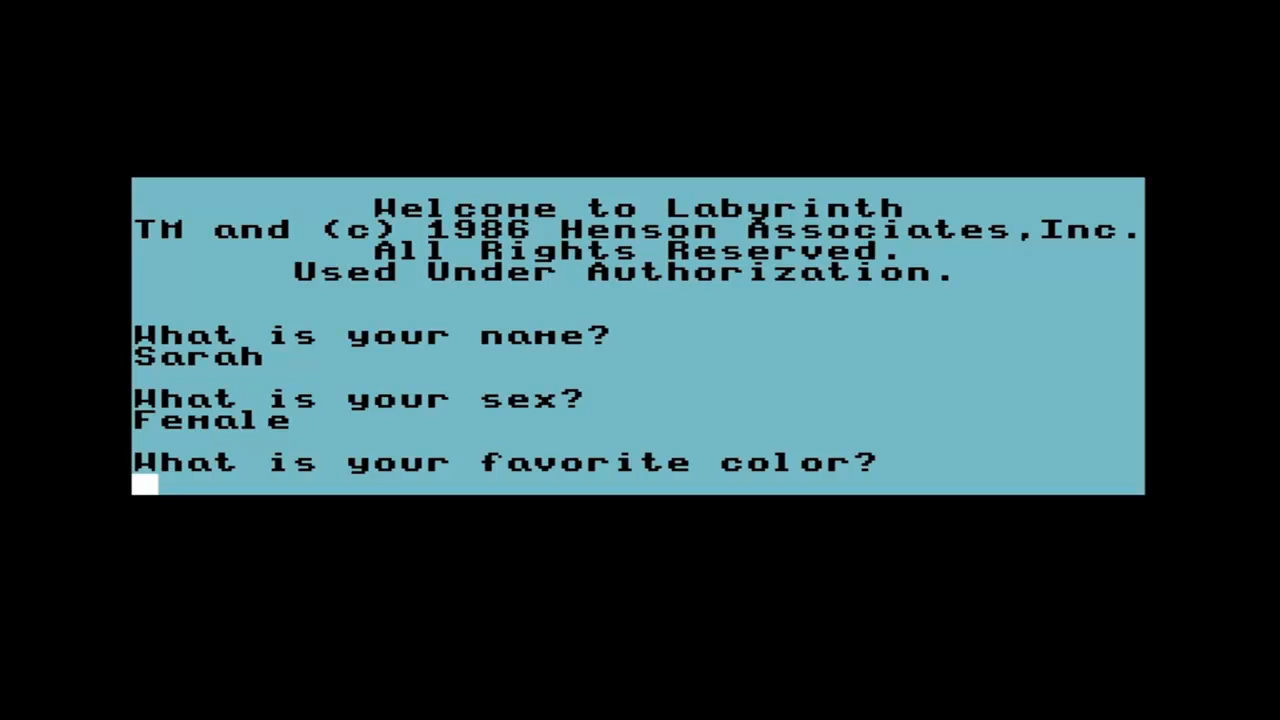 Welcome to Labyrinth
TM and (c) 1986 Henson Associates,Inc.
All Rights Reserved.
Used Under Authorization.
What is your name?
Sarah
What is your sex?
Female
What is your favorite color?